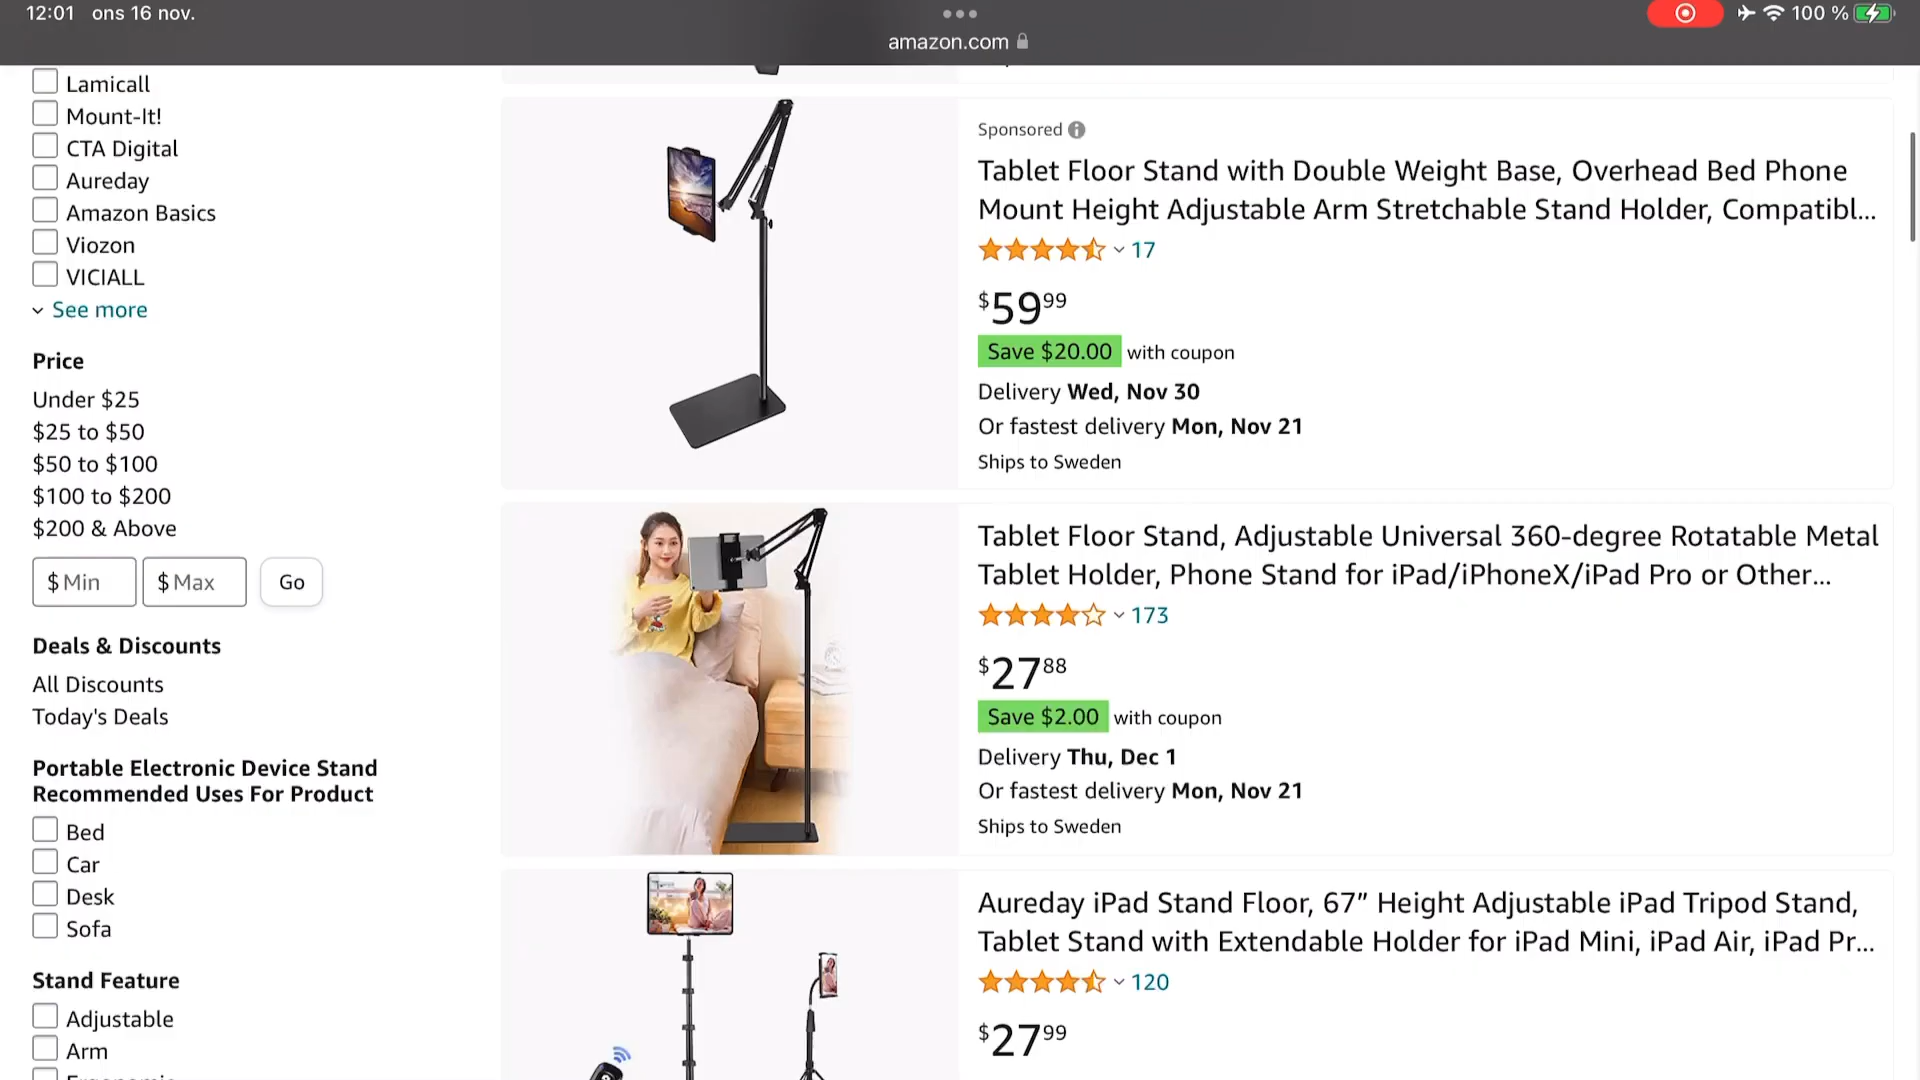 12:01 ons 16 nov.
100 %
amazon.com
Lamicall
Mount-It!
CTA Digital
Aureday
Amazon Basics
Viozon
VICIALL
See more
Price
Under $25
$25 to $50
$50 to $100
$100 to $200
$200 & Above
$ Min
$ Max
Go
Deals & Discounts
All Discounts
Today's Deals
Portable Electronic Device Stand
Recommended Uses For Product
Bed
Car
Desk
Sofa
Stand Feature
Adjustable
Arm
Sponsored
Tablet Floor Stand with Double Weight Base, Overhead Bed Phone
Mount Height Adjustable Arm Stretchable Stand Holder, Compatibl...
17
$59.99
Save $20.00 with coupon
Delivery Wed, Nov 30
Or fastest delivery Mon, Nov 21
Ships to Sweden
Tablet Floor Stand, Adjustable Universal 360-degree Rotatable Metal
Tablet Holder, Phone Stand for iPad/iPhoneX/iPad Pro or Other...
173
$27.88
Save $2.00 with coupon
Delivery Thu, Dec 1
Or fastest delivery Mon, Nov 21
Ships to Sweden
Aureday iPad Stand Floor, 67” Height Adjustable iPad Tripod Stand,
Tablet Stand with Extendable Holder for iPad Mini, iPad Air, iPad Pr...
120
$27.99